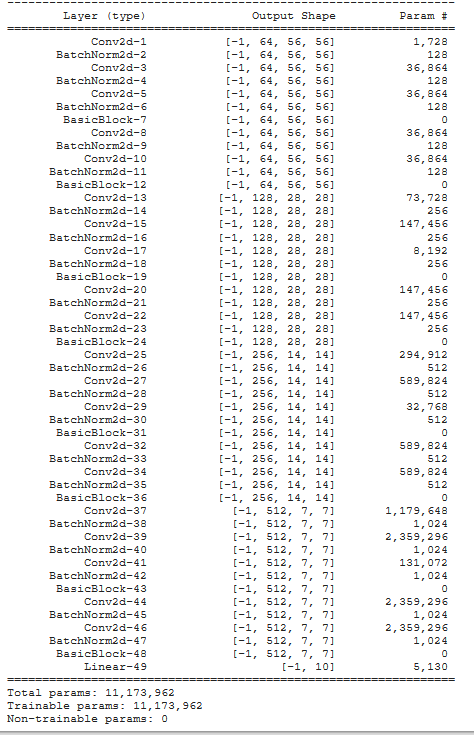 ----------------------------------------------------------------
Layer (type) Output Shape Param #
================================================================
Conv2d-1 [-1, 64, 56, 56] 1,728
BatchNorm2d-2 [-1, 64, 56, 56] 128
Conv2d-3 [-1, 64, 56, 56] 36,864
BatchNorm2d-4 [-1, 64, 56, 56] 128
Conv2d-5 [-1, 64, 56, 56] 36,864
BatchNorm2d-6 [-1, 64, 56, 56] 128
BasicBlock-7 [-1, 64, 56, 56] 0
Conv2d-8 [-1, 64, 56, 56] 36,864
BatchNorm2d-9 [-1, 64, 56, 56] 128
Conv2d-10 [-1, 64, 56, 56] 36,864
BatchNorm2d-11 [-1, 64, 56, 56] 128
BasicBlock-12 [-1, 64, 56, 56] 0
Conv2d-13 [-1, 128, 28, 28] 73,728
BatchNorm2d-14 [-1, 128, 28, 28] 256
Conv2d-15 [-1, 128, 28, 28] 147,456
BatchNorm2d-16 [-1, 128, 28, 28] 256
Conv2d-17 [-1, 128, 28, 28] 8,192
BatchNorm2d-18 [-1, 128, 28, 28] 256
BasicBlock-19 [-1, 128, 28, 28] 0
Conv2d-20 [-1, 128, 28, 28] 147,456
BatchNorm2d-21 [-1, 128, 28, 28] 256
Conv2d-22 [-1, 128, 28, 28] 147,456
BatchNorm2d-23 [-1, 128, 28, 28] 256
BasicBlock-24 [-1, 128, 28, 28] 0
Conv2d-25 [-1, 256, 14, 14] 294,912
BatchNorm2d-26 [-1, 256, 14, 14] 512
Conv2d-27 [-1, 256, 14, 14] 589,824
BatchNorm2d-28 [-1, 256, 14, 14] 512
Conv2d-29 [-1, 256, 14, 14] 32,768
BatchNorm2d-30 [-1, 256, 14, 14] 512
BasicBlock-31 [-1, 256, 14, 14] 0
Conv2d-32 [-1, 256, 14, 14] 589,824
BatchNorm2d-33 [-1, 256, 14, 14] 512
Conv2d-34 [-1, 256, 14, 14] 589,824
BatchNorm2d-35 [-1, 256, 14, 14] 512
BasicBlock-36 [-1, 256, 14, 14] 0
Conv2d-37 [-1, 512, 7, 7] 1,179,648
BatchNorm2d-38 [-1, 512, 7, 7] 1,024
Conv2d-39 [-1, 512, 7, 7] 2,359,296
BatchNorm2d-40 [-1, 512, 7, 7] 1,024
Conv2d-41 [-1, 512, 7, 7] 131,072
BatchNorm2d-42 [-1, 512, 7, 7] 1,024
BasicBlock-43 [-1, 512, 7, 7] 0
Conv2d-44 [-1, 512, 7, 7] 2,359,296
BatchNorm2d-45 [-1, 512, 7, 7] 1,024
Conv2d-46 [-1, 512, 7, 7] 2,359,296
BatchNorm2d-47 [-1, 512, 7, 7] 1,024
BasicBlock-48 [-1, 512, 7, 7] 0
Linear-49 [-1, 10] 5,130
================================================================
Total params: 11,173,962
Trainable params: 11,173,962
Non-trainable params: 0
----------------------------------------------------------------